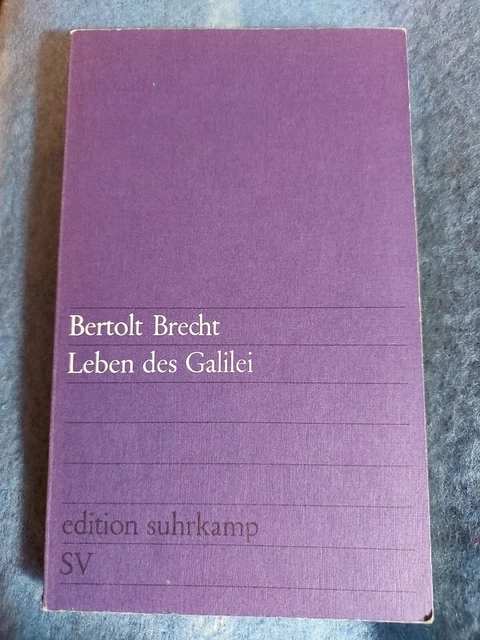 Bertolt Brecht
Leben des Galilei
edition suhrkamp
SV